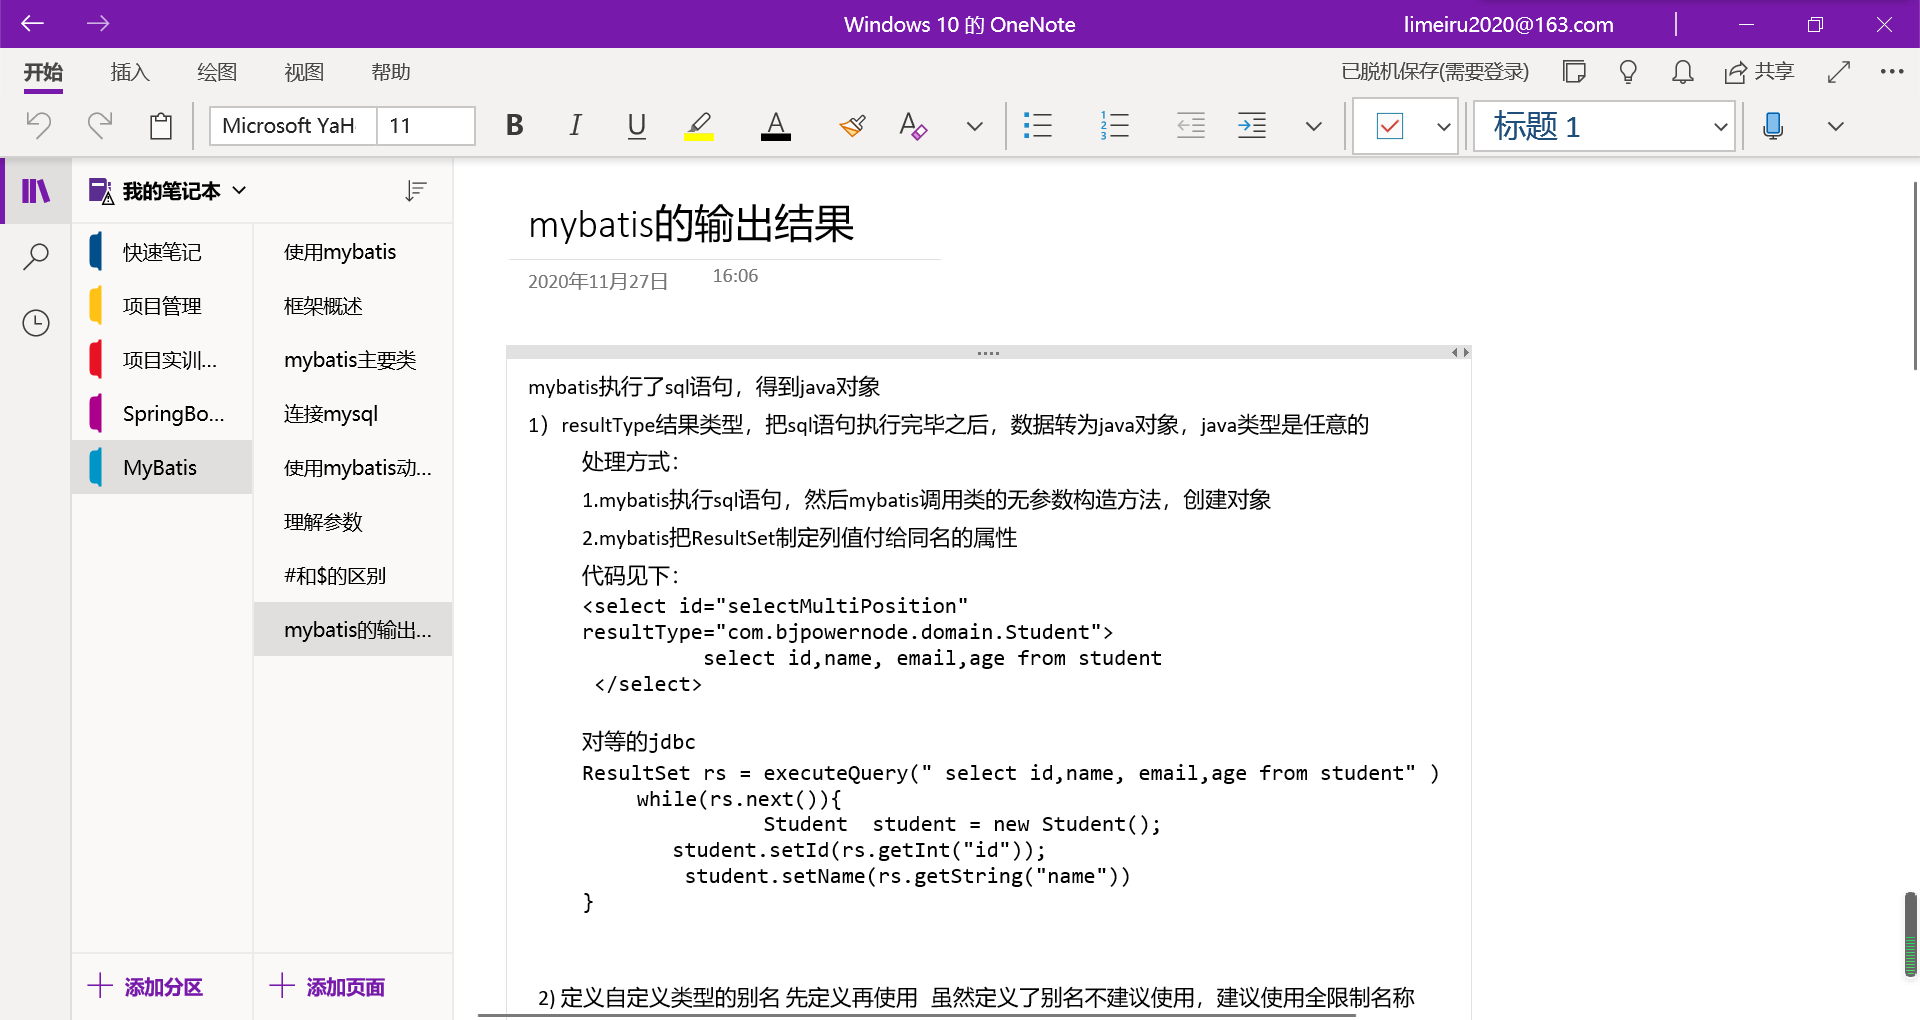 Windows 10 的 OneNote
limeiru2020@163.com
开始 插入 绘图 视图 帮助
已脱机保存(需要登录) 共享
Microsoft YaH 11 B I U A A 标题 1
我的笔记本
快速笔记
项目管理
项目实训...
SpringBo...
MyBatis
添加分区
使用mybatis
框架概述
mybatis主要类
连接mysql
使用mybatis动...
理解参数
#和$的区别
mybatis的输出...
添加页面
mybatis的输出结果
2020年11月27日 16:06
mybatis执行了sql语句，得到java对象
1）resultType结果类型，把sql语句执行完毕之后，数据转为java对象，java类型是任意的
处理方式：
1.mybatis执行sql语句，然后mybatis调用类的无参数构造方法，创建对象
2.mybatis把ResultSet制定列值付给同名的属性
代码见下：
<select id="selectMultiPosition"
resultType="com.bjpowernode.domain.Student">
select id,name, email,age from student
</select>
对等的jdbc
ResultSet rs = executeQuery(" select id,name, email,age from student" )
while(rs.next()){
Student  student = new Student();
student.setId(rs.getInt("id"));
student.setName(rs.getString("name"))
}
2) 定义自定义类型的别名 先定义再使用  虽然定义了别名不建议使用，建议使用全限制名称